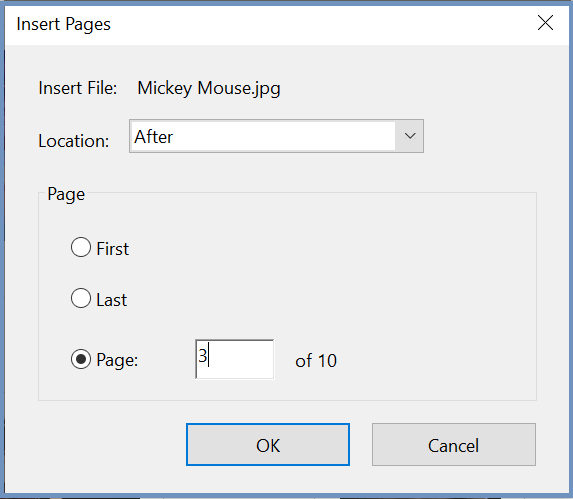 Insert Pages
Insert File: Mickey Mouse.jpg
Location: After
Page
First
Last
Page: 3 of 10
OK Cancel